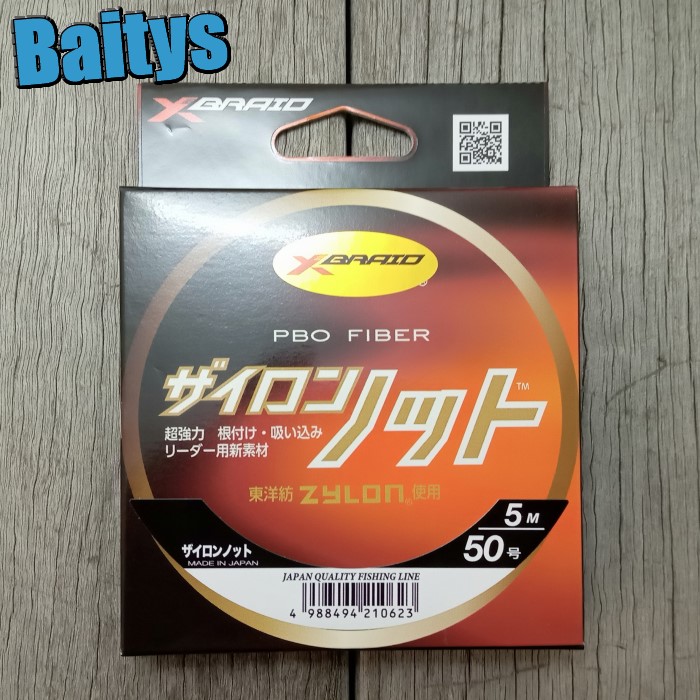 Baitys
XBRAID
XBRAID
®
PBO FIBER
ザイロンノット™
超強力 根付け・吸い込み
リーダー用新素材
東洋紡 ZYLON®使用
5M
50号
ザイロンノット
MADE IN JAPAN
JAPAN QUALITY FISHING LINE
4 988494 210623